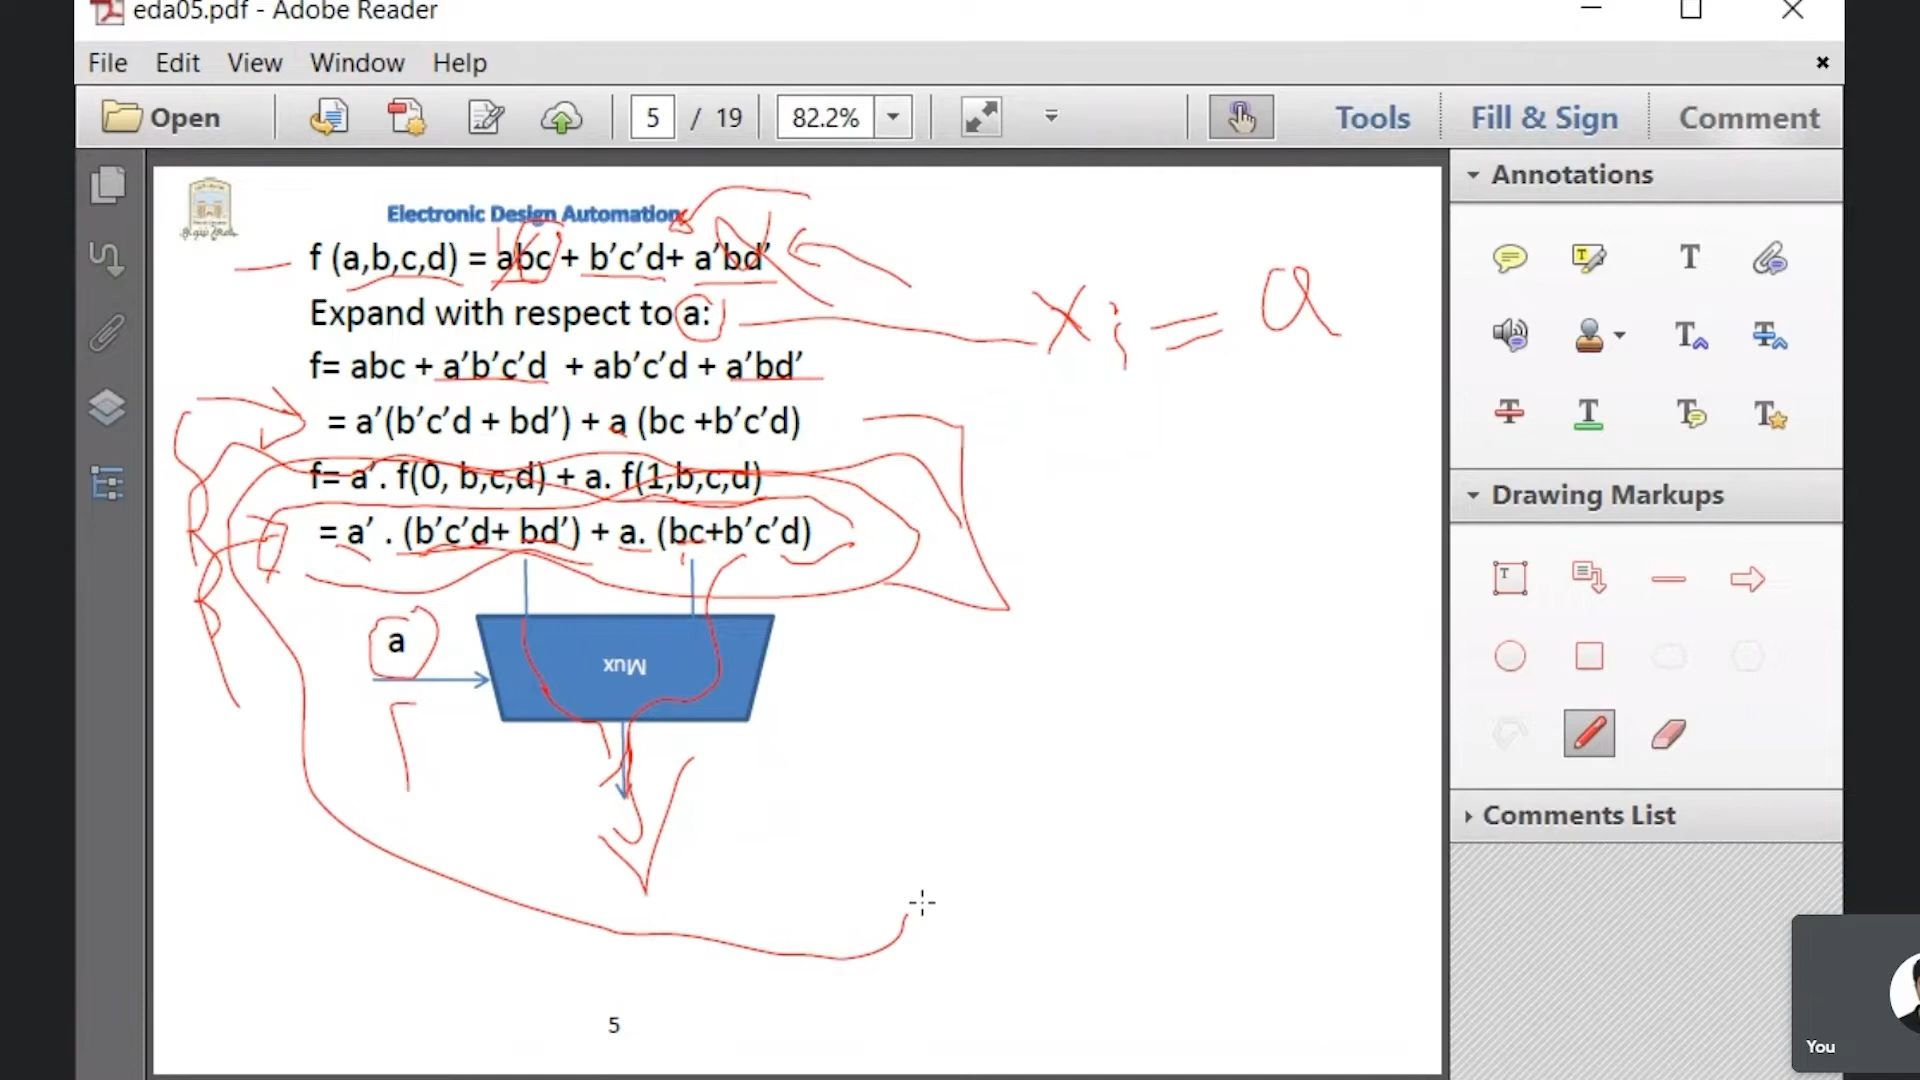 eda05.pdf - Adobe Reader
File Edit View Window Help
Open 5 / 19 82.2% Tools Fill & Sign Comment
Annotations
Electronic Design Automation
f (a,b,c,d) = abc + b’c’d+ a’bd’
Expand with respect to a:
xi = a
f= abc + a’b’c’d + ab’c’d + a’bd’
= a’(b’c’d + bd’) + a (bc +b’c’d)
f= a’. f(0, b,c,d) + a. f(1,b,c,d)
= a’ . (b’c’d+ bd’) + a. (bc+b’c’d)
a
Mux
5
Drawing Markups
Comments List
You